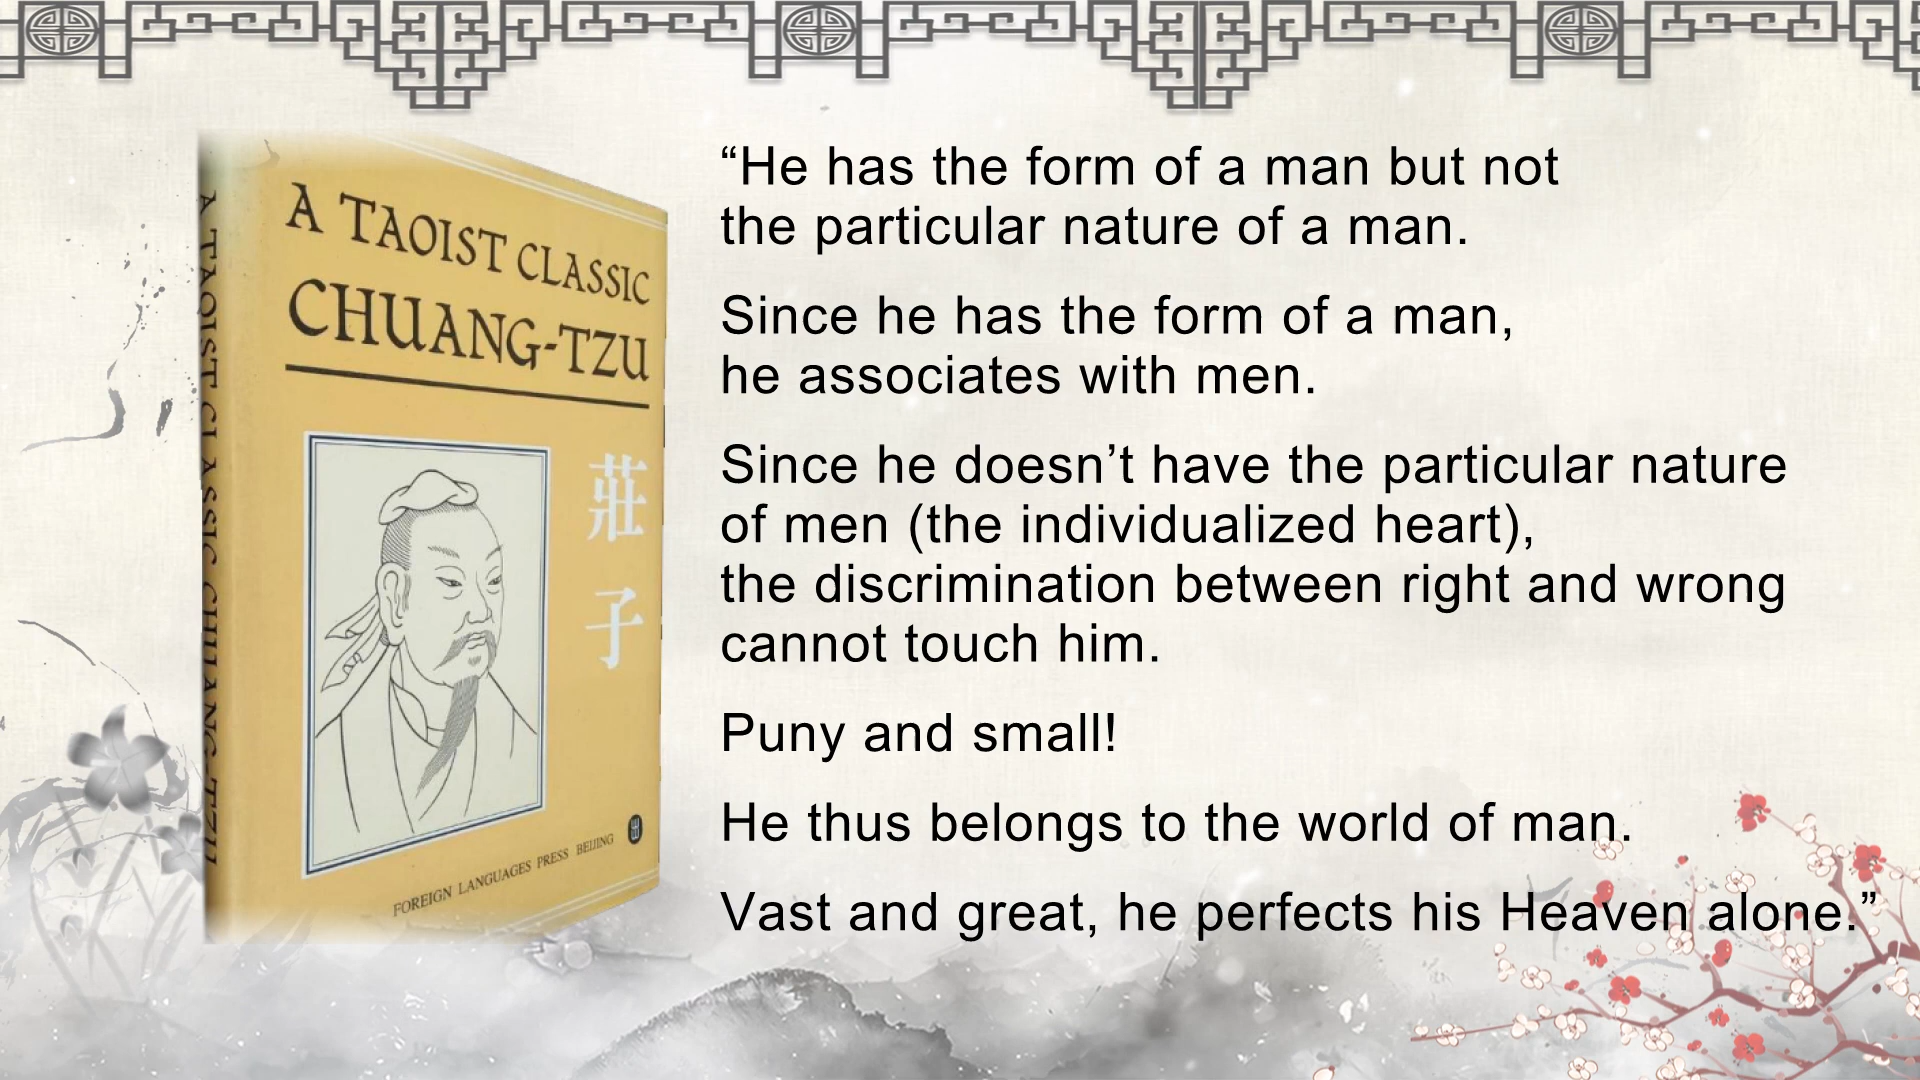 A TAOIST CLASSIC
CHUANG-TZU
莊子
FOREIGN LANGUAGES PRESS BEIJING
A TAOIST CLASSIC CHUANG-TZU
“He has the form of a man but not
the particular nature of a man.
Since he has the form of a man,
he associates with men.
Since he doesn’t have the particular nature
of men (the individualized heart),
the discrimination between right and wrong
cannot touch him.
Puny and small!
He thus belongs to the world of man.
Vast and great, he perfects his Heaven alone.”